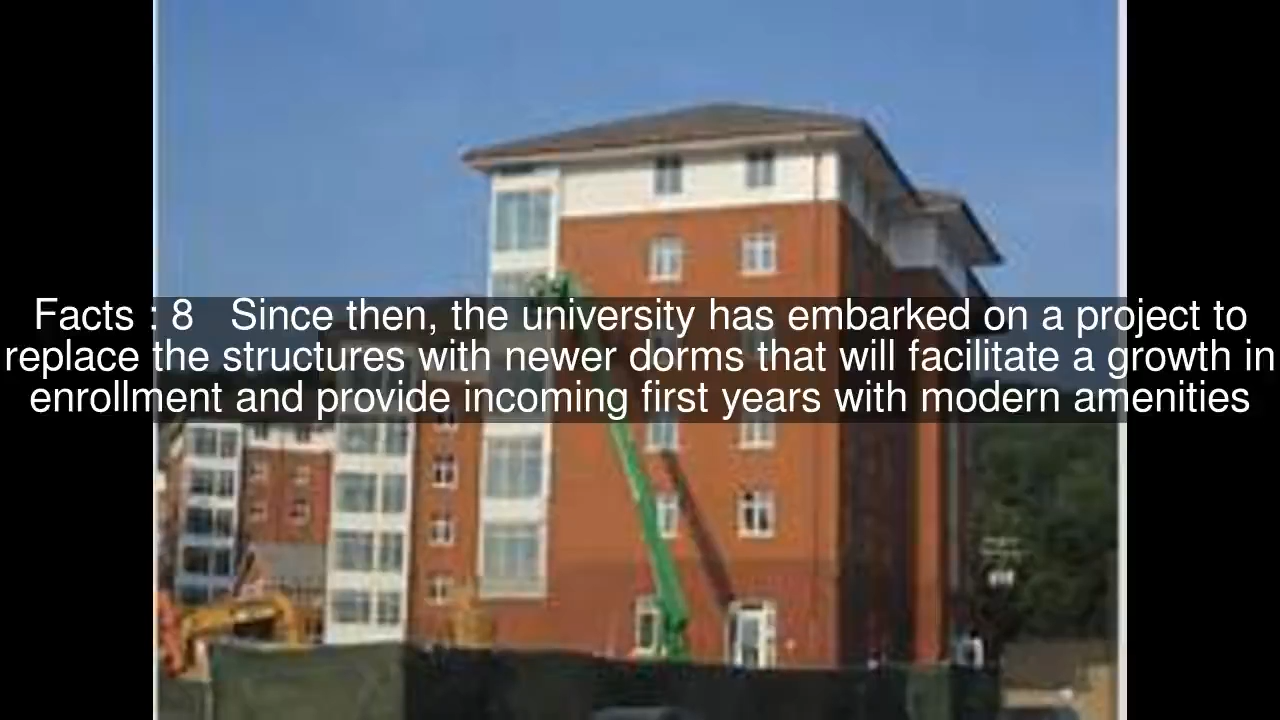 Facts : 8 Since then, the university has embarked on a project to
replace the structures with newer dorms that will facilitate a growth in
enrollment and provide incoming first years with modern amenities